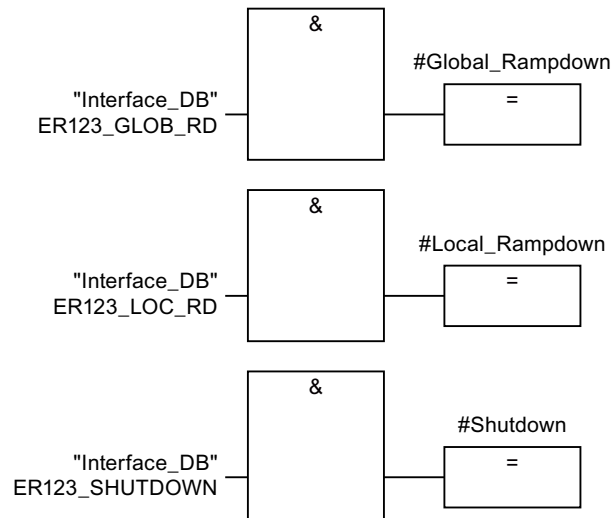 &
#Global_Rampdown
=
"Interface_DB"
ER123_GLOB_RD
&
#Local_Rampdown
=
"Interface_DB"
ER123_LOC_RD
&
#Shutdown
=
"Interface_DB"
ER123_SHUTDOWN